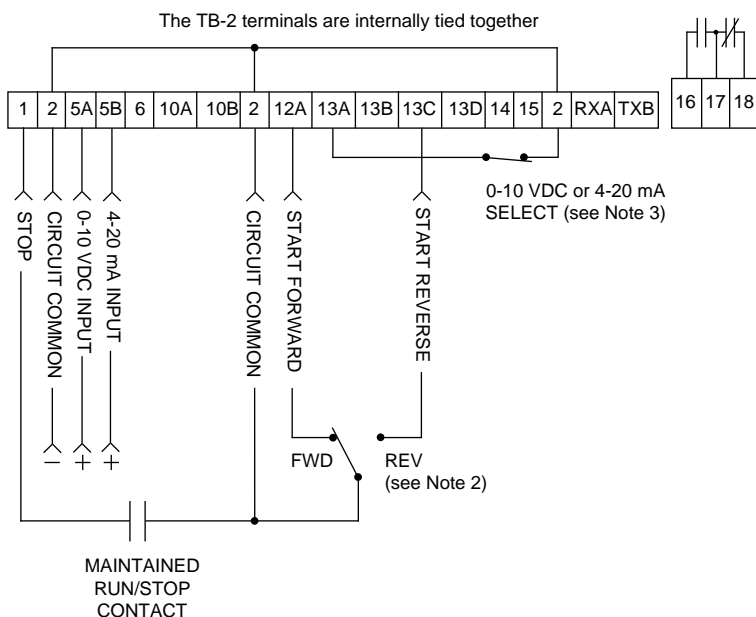 The TB-2 terminals are internally tied together
1 2 5A 5B 6 10A 10B 2 12A 13A 13B 13C 13D 14 15 2 RXA TXB
16 17 18
0-10 VDC or 4-20 mA
SELECT (see Note 3)
STOP
CIRCUIT COMMON
0-10 VDC INPUT
4-20 mA INPUT
CIRCUIT COMMON
START FORWARD
START REVERSE
− + +
FWD
REV
(see Note 2)
MAINTAINED
RUN/STOP
CONTACT